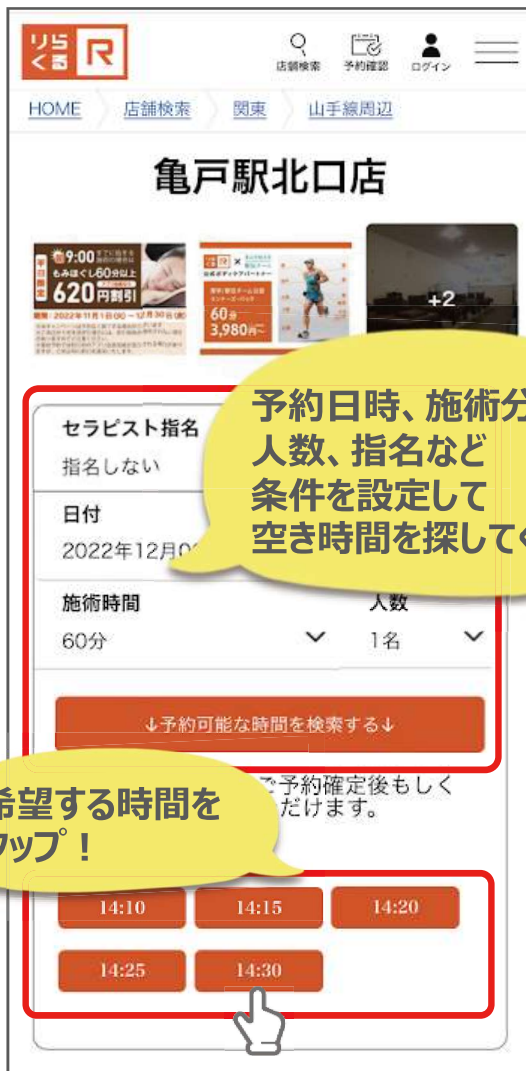 りらくる R
店舗検索 予約確認 ログイン
HOME 店舗検索 関東 山手線周辺
亀戸駅北口店
平日限定
9:00
もみほぐし60分以上
620円割引
60分
3,980円~
+2
予約日時、施術分
人数、指名など
条件を設定して
空き時間を探してく
セラピスト指名
指名しない
日付
2022年12月0
施術時間 人数
60分 1名
↓予約可能な時間を検索する↓
ご予約確定後もしく
だけます。
希望する時間を
タップ！
14:10 14:15 14:20
14:25 14:30